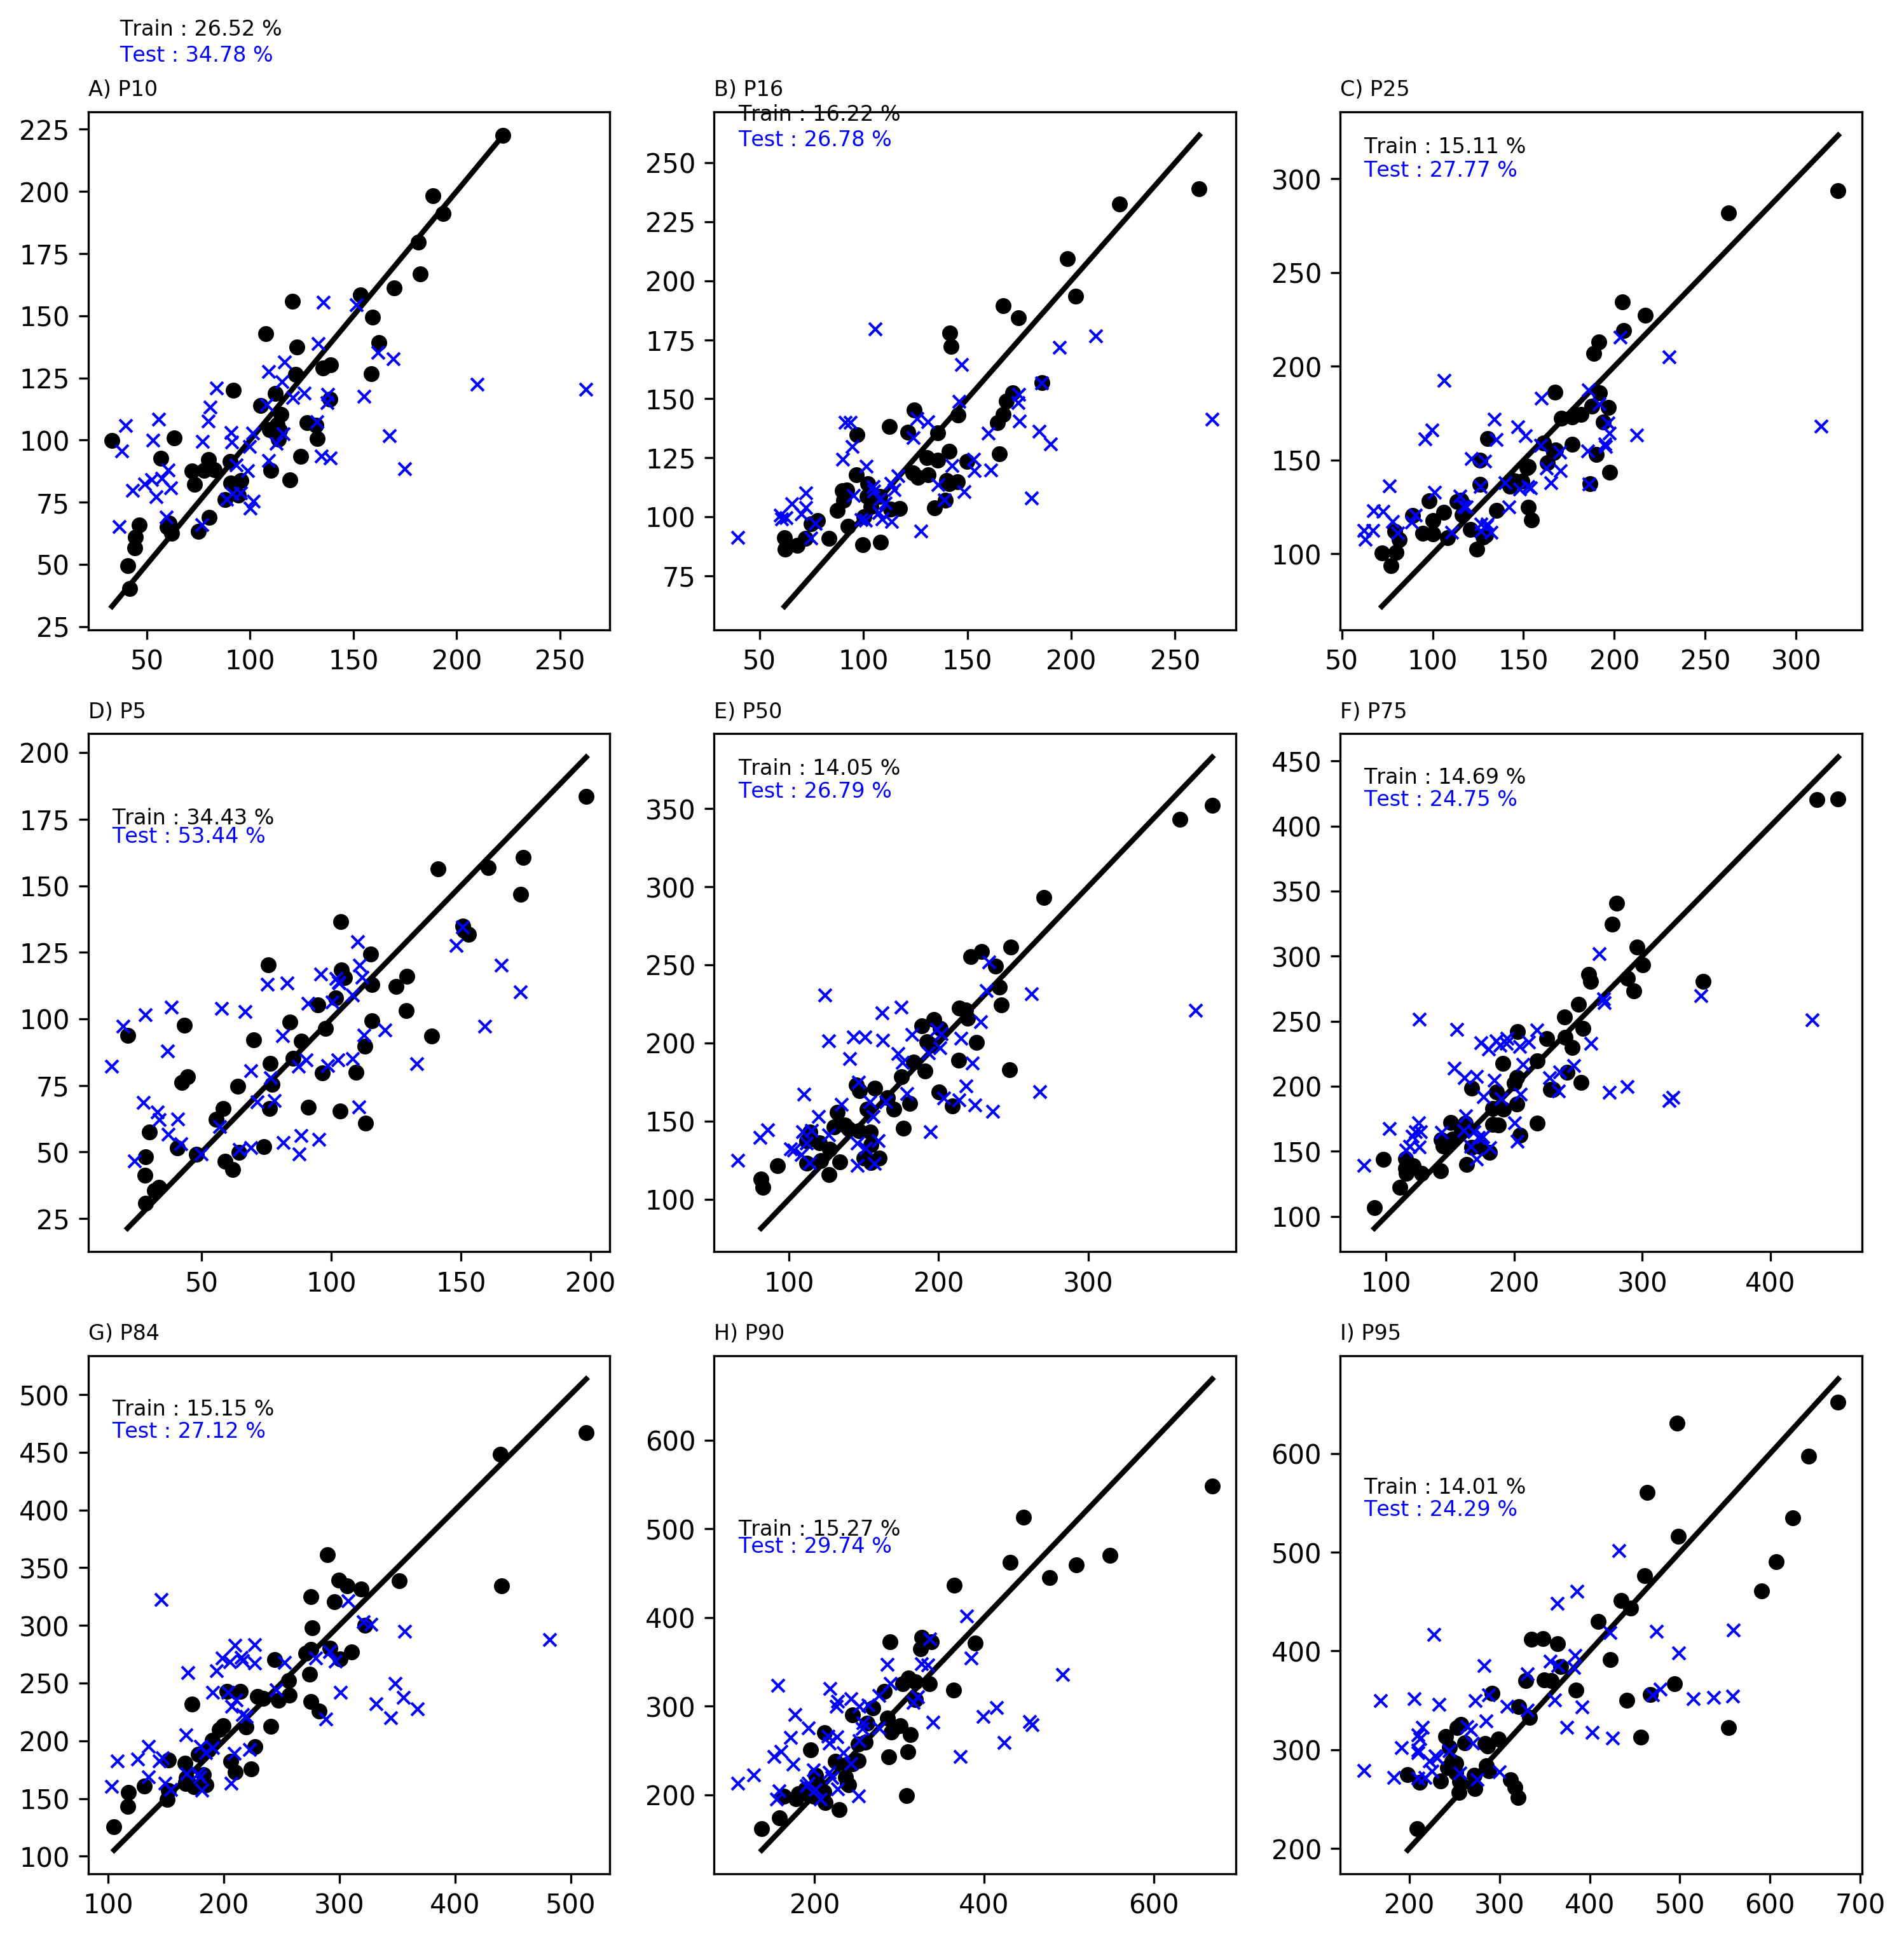 Train : 26.52 %
Test : 34.78 %
A) P10
225
200
175
150
125
100
75
50
25
50 100 150 200 250
B) P16
Train : 16.22 %
Test : 26.78 %
250
225
200
175
150
125
100
75
50 100 150 200 250
C) P25
Train : 15.11 %
Test : 27.77 %
300
250
200
150
100
50 100 150 200 250 300
D) P5
200
Train : 34.43 %
175
Test : 53.44 %
150
125
100
75
50
25
50 100 150 200
E) P50
Train : 14.05 %
Test : 26.79 %
350
300
250
200
150
100
100 200 300
F) P75
450
Train : 14.69 %
Test : 24.75 %
400
350
300
250
200
150
100
100 200 300 400
G) P84
500
Train : 15.15 %
Test : 27.12 %
450
400
350
300
250
200
150
100
100 200 300 400 500
H) P90
600
Train : 15.27 %
500
Test : 29.74 %
400
300
200
200 400 600
I) P95
600
Train : 14.01 %
Test : 24.29 %
500
400
300
200
200 300 400 500 600 700